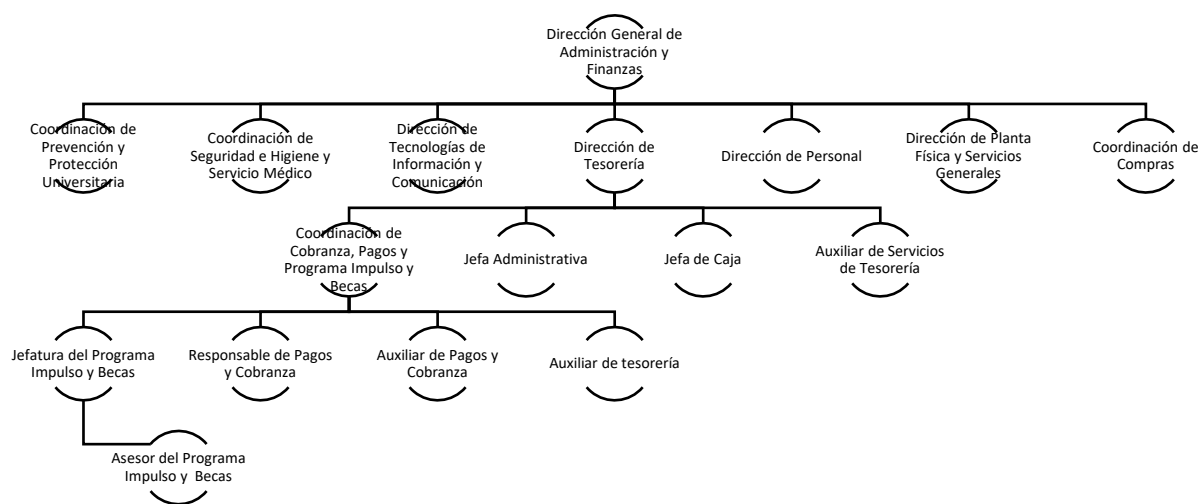 Dirección General de
Administración y
Finanzas
Coordinación de
Prevención y
Protección
Universitaria
Coordinación de
Seguridad e Higiene y
Servicio Médico
Dirección de
Tecnologías de
Información y
Comunicación
Dirección de
Tesorería
Dirección de Personal
Dirección de Planta
Física y Servicios
Generales
Coordinación de
Compras
Coordinación de
Cobranza, Pagos y
Programa Impulso y
Becas
Jefa Administrativa
Jefa de Caja
Auxiliar de Servicios
de Tesorería
Jefatura del Programa
Impulso y Becas
Responsable de Pagos
y Cobranza
Auxiliar de Pagos y
Cobranza
Auxiliar de tesorería
Asesor del Programa
Impulso y  Becas